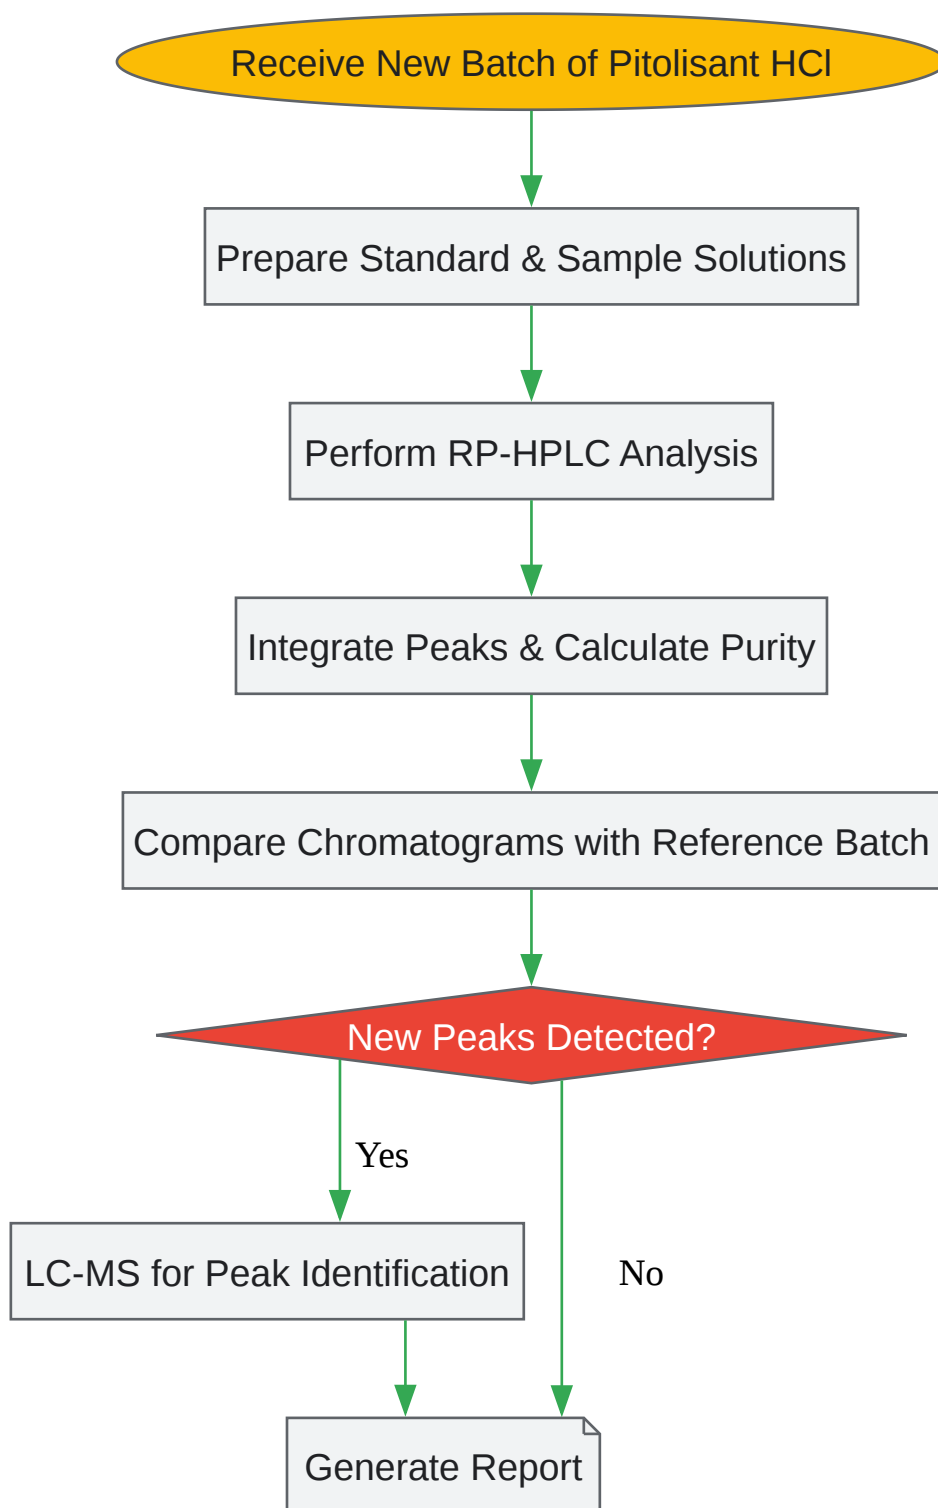 Receive New Batch of Pitolisant HCl
Prepare Standard & Sample Solutions
Perform RP-HPLC Analysis
Integrate Peaks & Calculate Purity
Compare Chromatograms with Reference Batch
New Peaks Detected?
Yes
LC-MS for Peak Identification
No
Generate Report